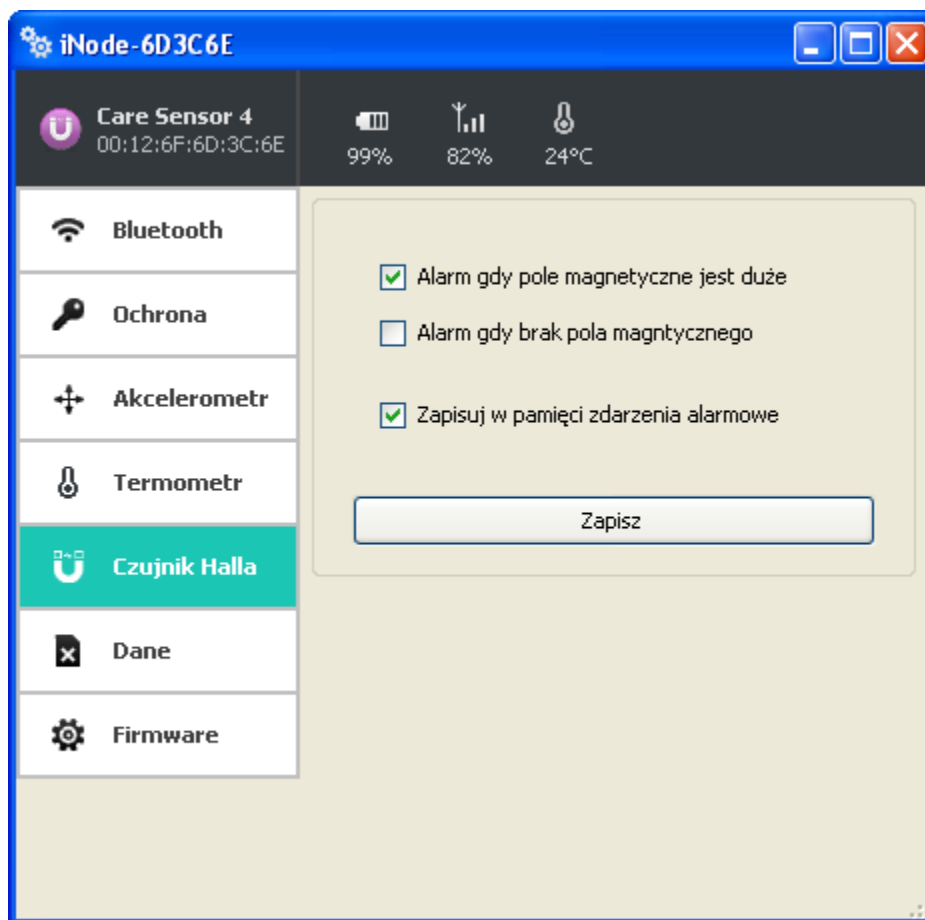 iNode-6D3C6E
Care Sensor 4
00:12:6F:6D:3C:6E
99%
82%
24°C
Bluetooth
Ochrona
Akcelerometr
Termometr
Czujnik Halla
Dane
Firmware
Alarm gdy pole magnetyczne jest duże
Alarm gdy brak pola magntycznego
Zapisuj w pamięci zdarzenia alarmowe
Zapisz